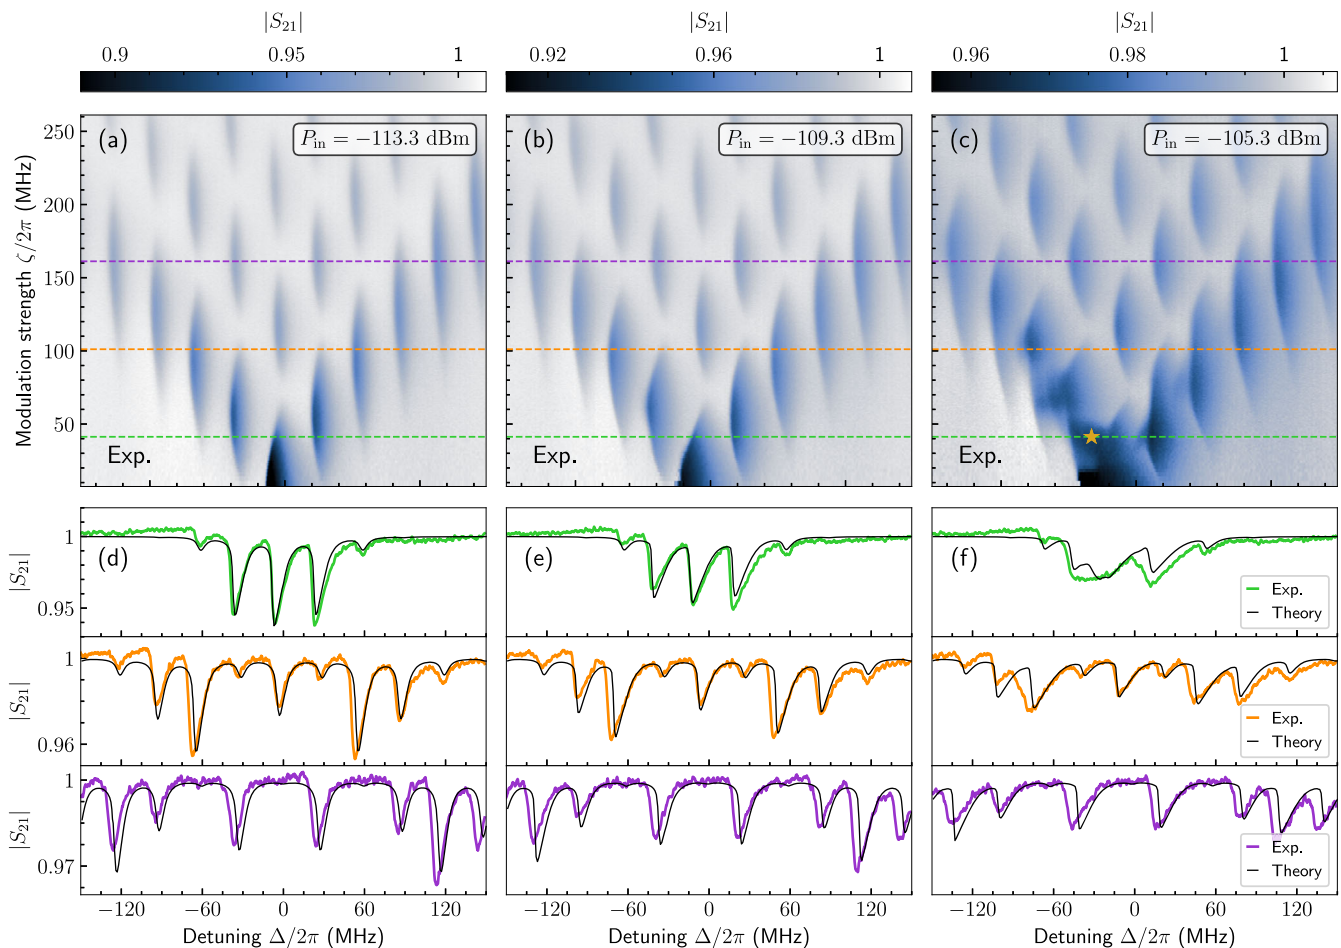 |S21| |S21| |S21|
0.9 0.95 1 0.92 0.96 1 0.96 0.98 1
(a) Pin = −113.3 dBm (b) Pin = −109.3 dBm (c) Pin = −105.3 dBm
Modulation strength ζ/2π (MHz)
250
200
150
100
50
Exp. Exp. Exp.
(d) (e) (f)
|S21|
1
0.95
Exp.
Theory
|S21|
1
0.96
Exp.
Theory
|S21|
1
0.97
Exp.
Theory
−120 −60 0 60 120 −120 −60 0 60 120 −120 −60 0 60 120
Detuning Δ/2π (MHz) Detuning Δ/2π (MHz) Detuning Δ/2π (MHz)